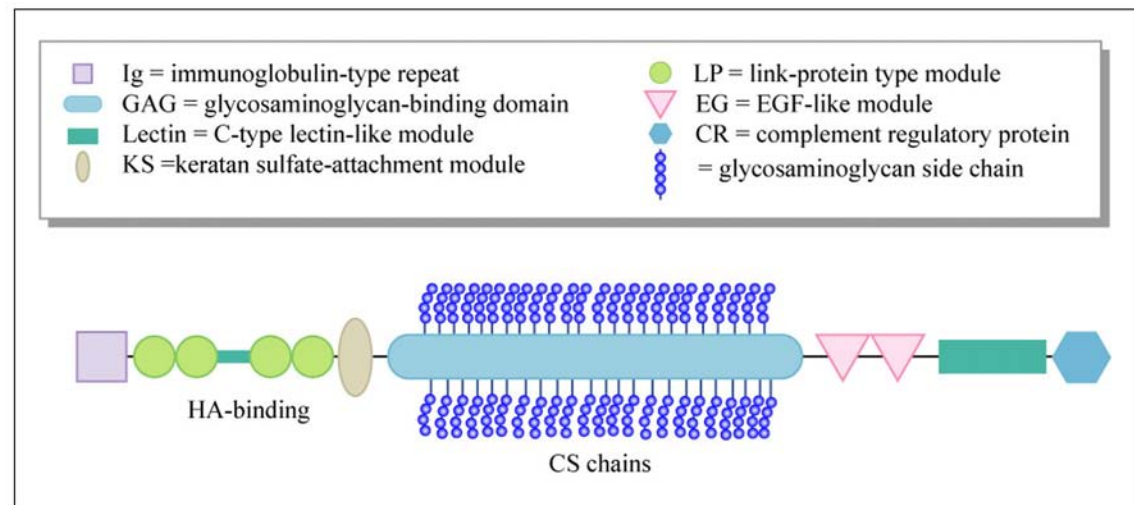 Ig = immunoglobulin-type repeat
GAG = glycosaminoglycan-binding domain
Lectin = C-type lectin-like module
KS =keratan sulfate-attachment module
LP = link-protein type module
EG = EGF-like module
CR = complement regulatory protein
= glycosaminoglycan side chain
HA-binding
CS chains